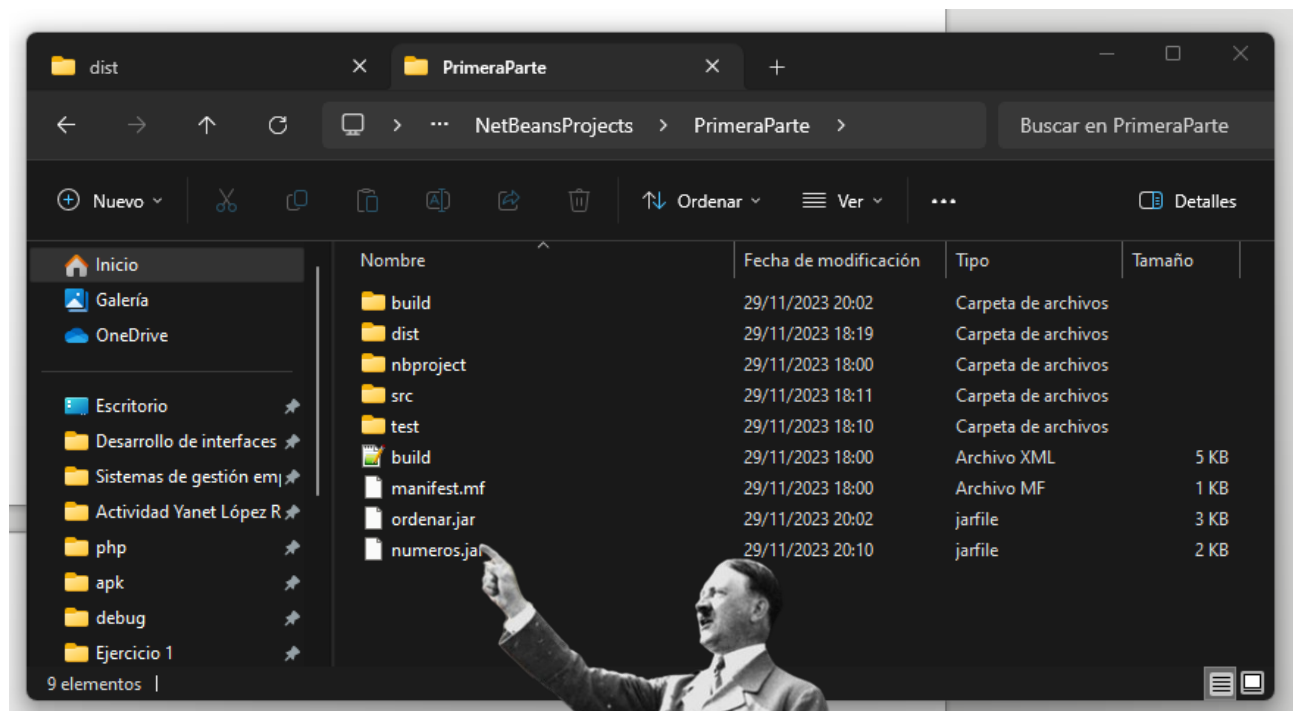 dist
PrimeraParte
NetBeansProjects > PrimeraParte >
Buscar en PrimeraParte
Nuevo
Ordenar
Ver
Detalles
Inicio
Galería
OneDrive
Escritorio
Desarrollo de interfaces
Sistemas de gestión emp
Actividad Yanet López R
php
apk
debug
Ejercicio 1
Nombre Fecha de modificación Tipo Tamaño
build 29/11/2023 20:02 Carpeta de archivos
dist 29/11/2023 18:19 Carpeta de archivos
nbproject 29/11/2023 18:00 Carpeta de archivos
src 29/11/2023 18:11 Carpeta de archivos
test 29/11/2023 18:10 Carpeta de archivos
build 29/11/2023 18:00 Archivo XML 5 KB
manifest.mf 29/11/2023 18:00 Archivo MF 1 KB
ordenar.jar 29/11/2023 20:02 jarfile 3 KB
numeros.jar 29/11/2023 20:10 jarfile 2 KB
9 elementos